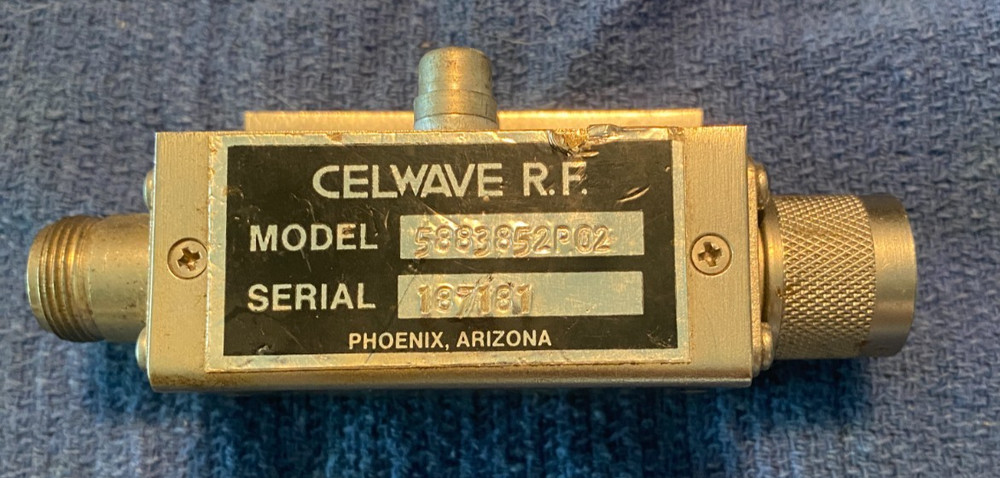 CELWAVE R.F.
MODEL 5883852P02
SERIAL 187181
PHOENIX, ARIZONA